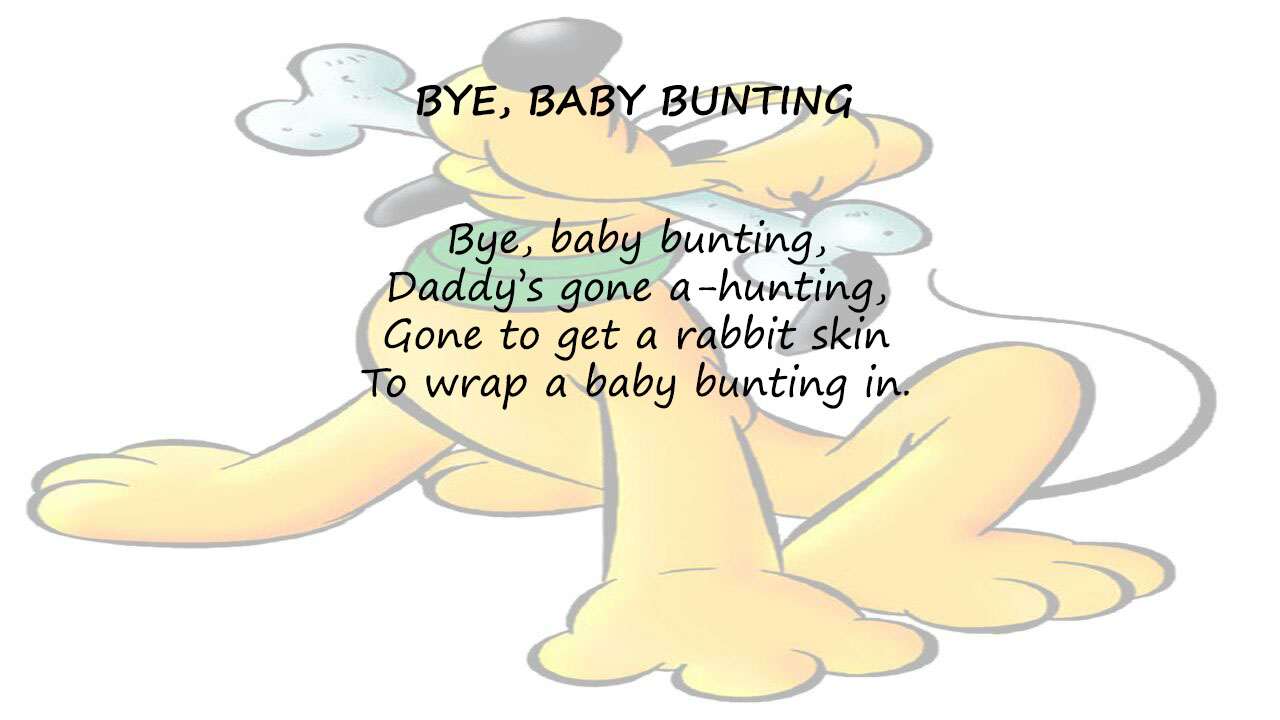 BYE, BABY BUNTING
Bye, baby bunting,
Daddy’s gone a-hunting,
Gone to get a rabbit skin
To wrap a baby bunting in.